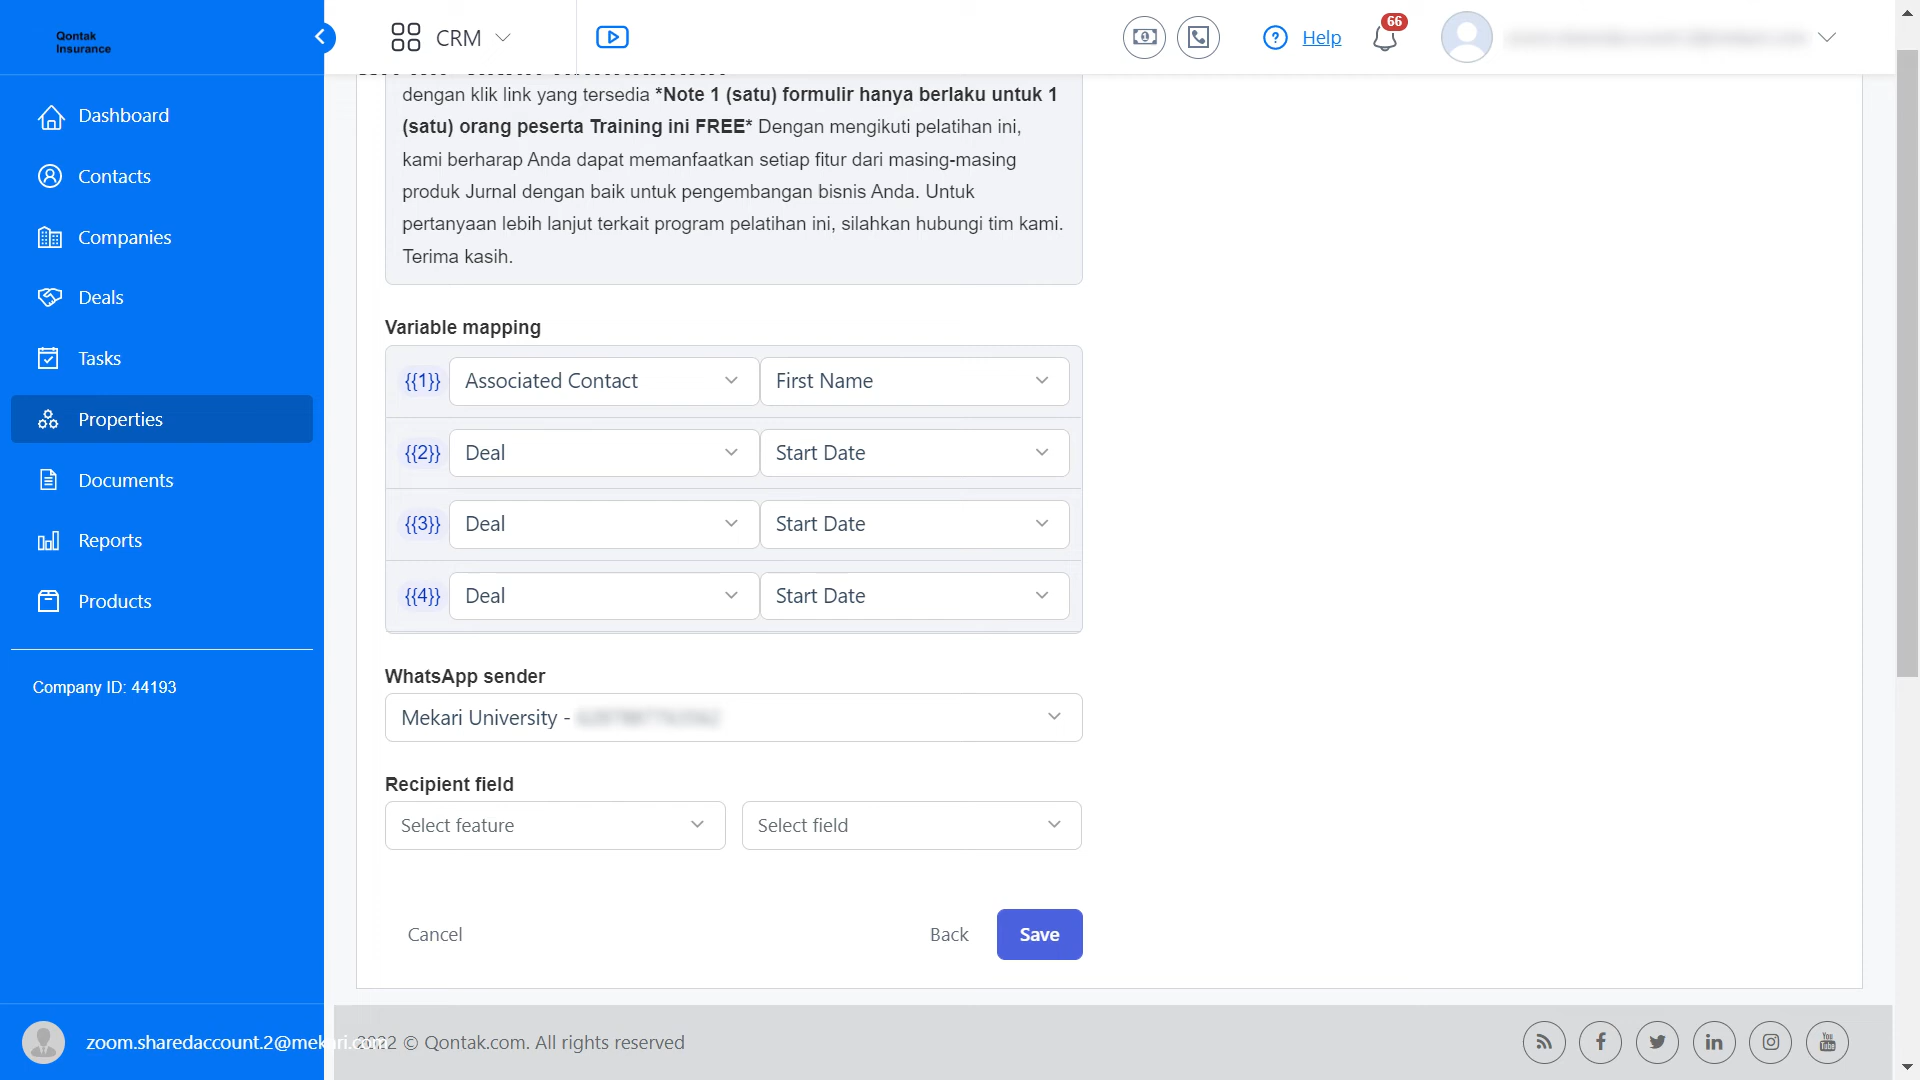 Qontak
Insurance
CRM
Help
66
Dashboard
Contacts
Companies
Deals
Tasks
Properties
Documents
Reports
Products
Company ID: 44193
zoom.sharedaccount.2@mekari.com
dengan klik link yang tersedia *Note 1 (satu) formulir hanya berlaku untuk 1
(satu) orang peserta Training ini FREE* Dengan mengikuti pelatihan ini,
kami berharap Anda dapat memanfaatkan setiap fitur dari masing-masing
produk Jurnal dengan baik untuk pengembangan bisnis Anda. Untuk
pertanyaan lebih lanjut terkait program pelatihan ini, silahkan hubungi tim kami.
Terima kasih.
Variable mapping
{{1}} Associated Contact First Name
{{2}} Deal Start Date
{{3}} Deal Start Date
{{4}} Deal Start Date
WhatsApp sender
Mekari University -
Recipient field
Select feature Select field
Cancel Back Save
2022 © Qontak.com. All rights reserved
You Tube